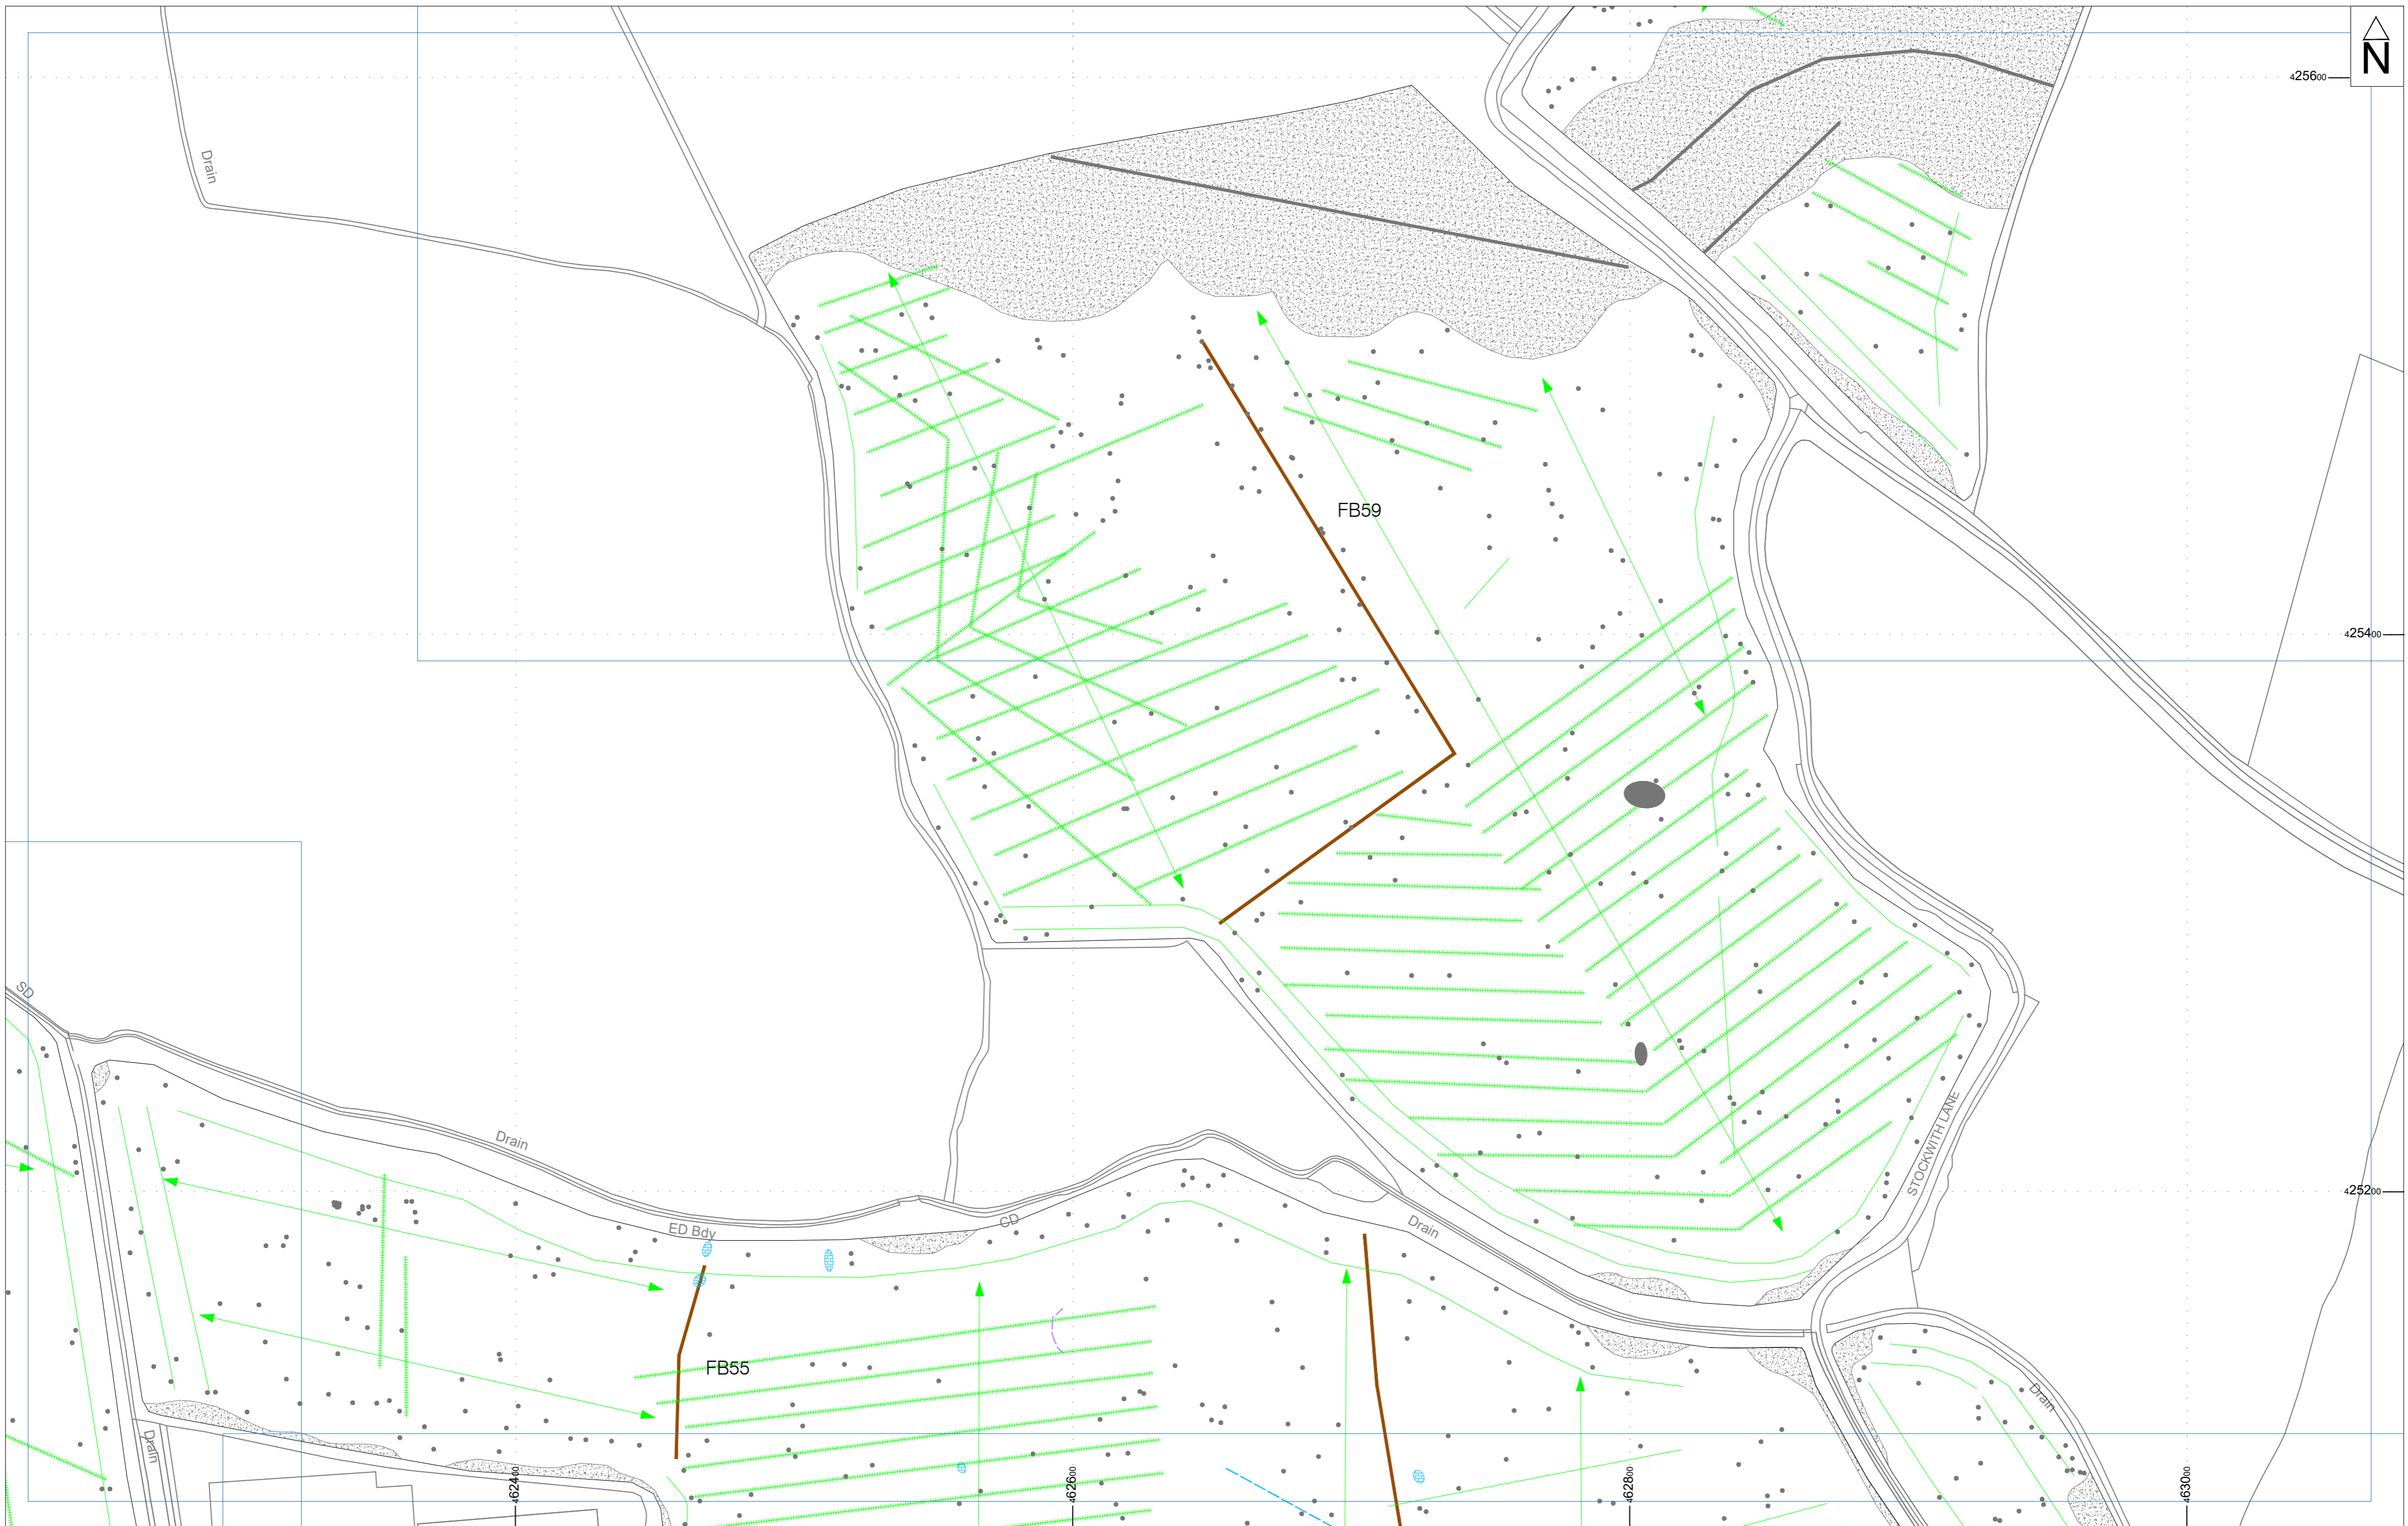 N
425600
Drain
FB59
425400
SD
Drain
STOCKWITH LANE
425200
ED Bdy
CD
Drain
FB55
Drain
Drain
462400
462600
462800
463000